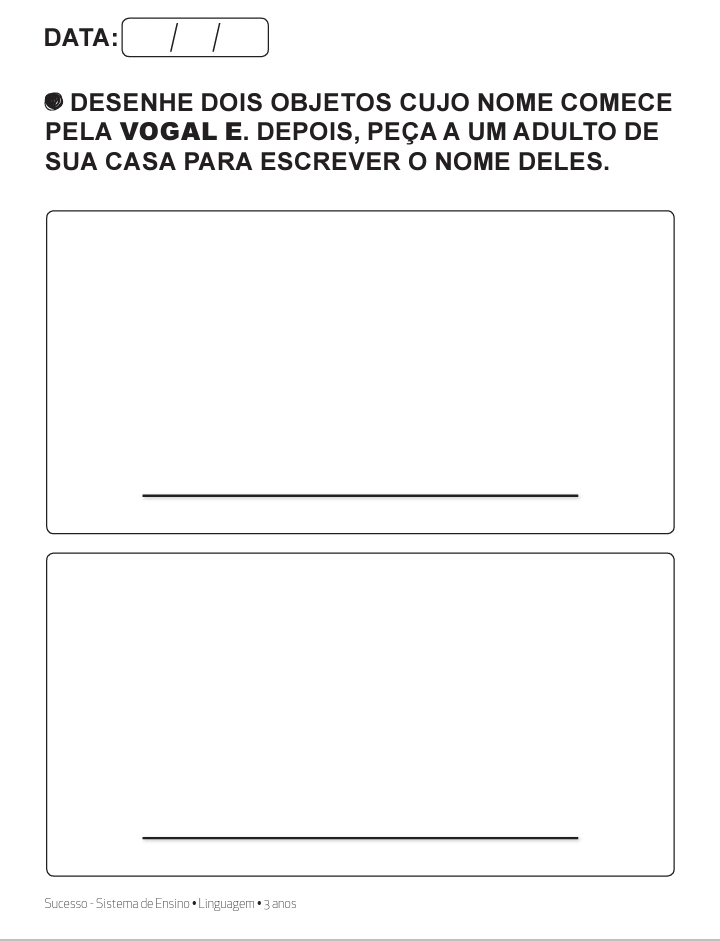 DATA: / /
DESENHE DOIS OBJETOS CUJO NOME COMECE
PELA VOGAL E. DEPOIS, PEÇA A UM ADULTO DE
SUA CASA PARA ESCREVER O NOME DELES.
Sucesso - Sistema de Ensino • Linguagem • 3 anos